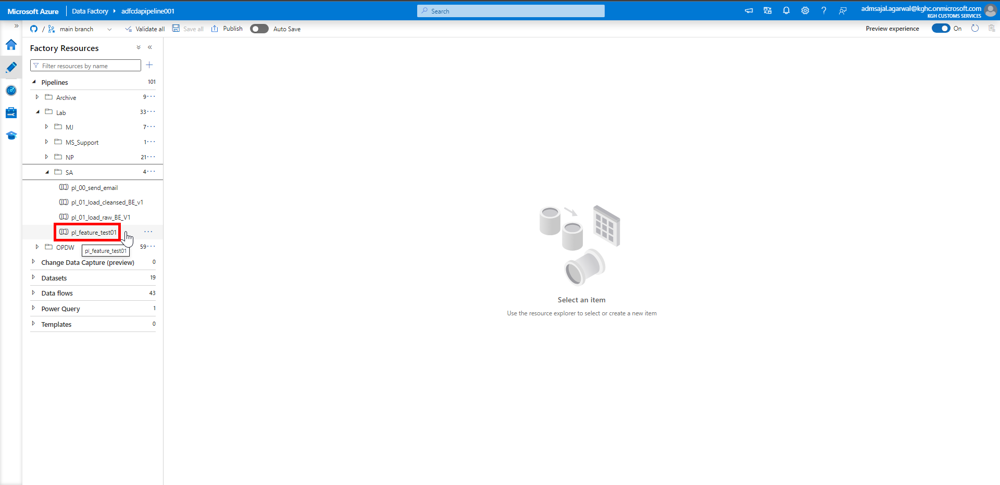 Microsoft Azure Data Factory adfcdapipeline001 Search admsajal.agarwal@kghc.onmicrosoft.com
KGH CUSTOMS SERVICES
/ main branch Validate all Save all Publish Auto Save Preview experience On
Factory Resources
Filter resources by name
Pipelines 101
Archive 9
Lab 33
MJ 7
MS_Support 1
NP 21
SA 4
pl_00_send_email
pl_01_load_cleansed_BE_v1
pl_01_load_raw_BE_V1
pl_feature_test01
OPDW 59
pl_feature_test01
Change Data Capture (preview) 0
Datasets 19
Data flows 43
Power Query 1
Templates 0
Select an item
Use the resource explorer to select or create a new item